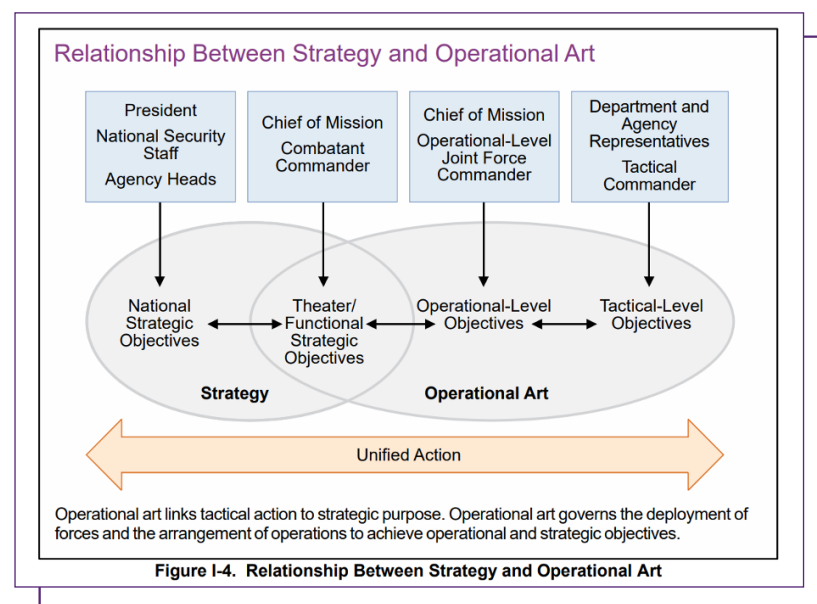 Relationship Between Strategy and Operational Art
President
National Security
Staff
Agency Heads
Chief of Mission
Combatant
Commander
Chief of Mission
Operational-Level
Joint Force
Commander
Department and
Agency
Representatives
Tactical
Commander
National
Strategic
Objectives
Theater/
Functional
Strategic
Objectives
Operational-Level
Objectives
Tactical-Level
Objectives
Strategy
Operational Art
Unified Action
Operational art links tactical action to strategic purpose. Operational art governs the deployment of
forces and the arrangement of operations to achieve operational and strategic objectives.
Figure I-4. Relationship Between Strategy and Operational Art